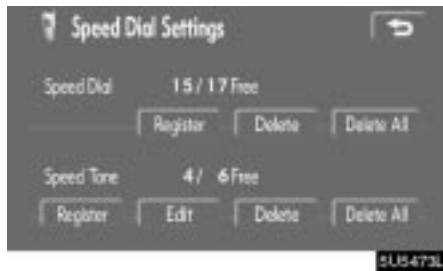 Speed Dial Settings
Speed Dial 15/17 Free
Register Delete Delete All
Speed Tone 4/ 6 Free
Register Edit Delete Delete All
5U5473L